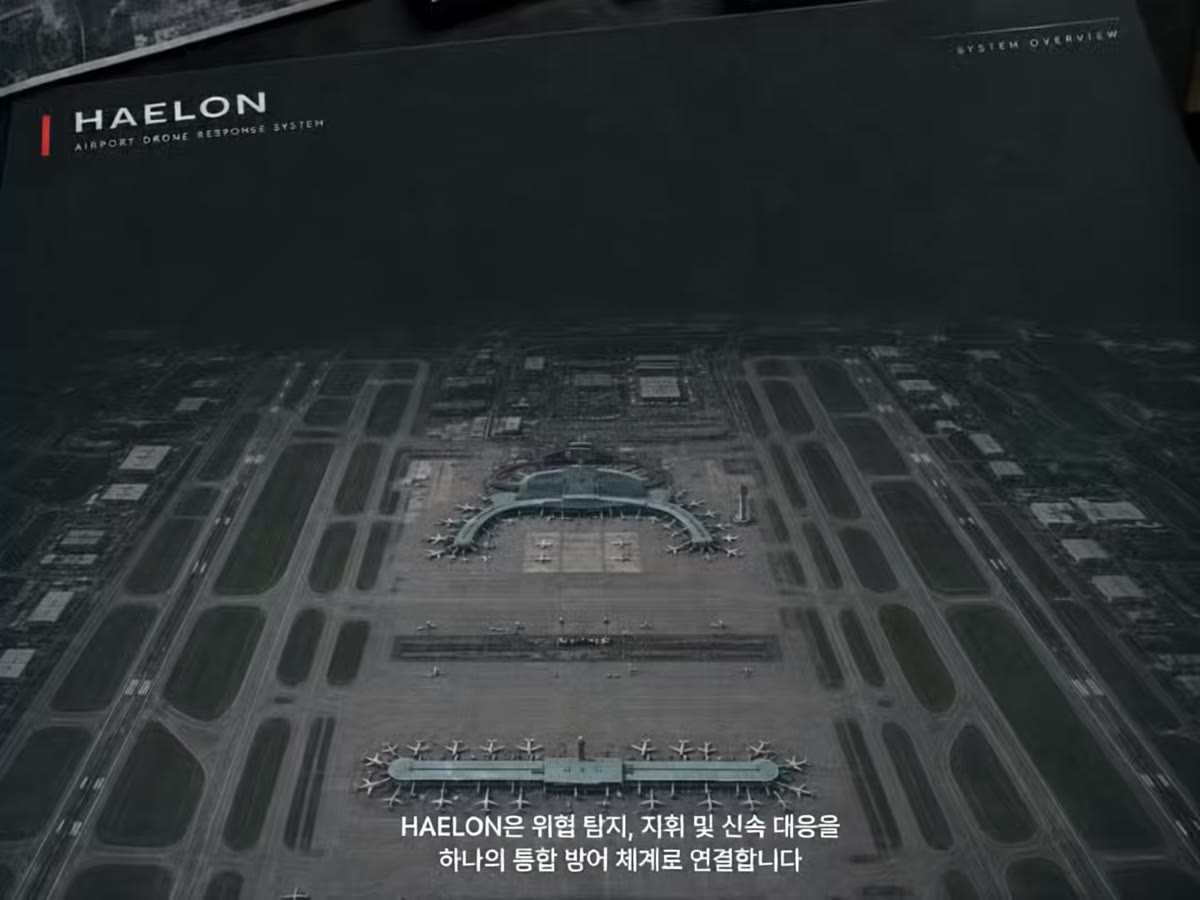 HAELON
AIRPORT DRONE RESPONSE SYSTEM
SYSTEM OVERVIEW
HAELON은 위협 탐지, 지휘 및 신속 대응을
하나의 통합 방어 체계로 연결합니다